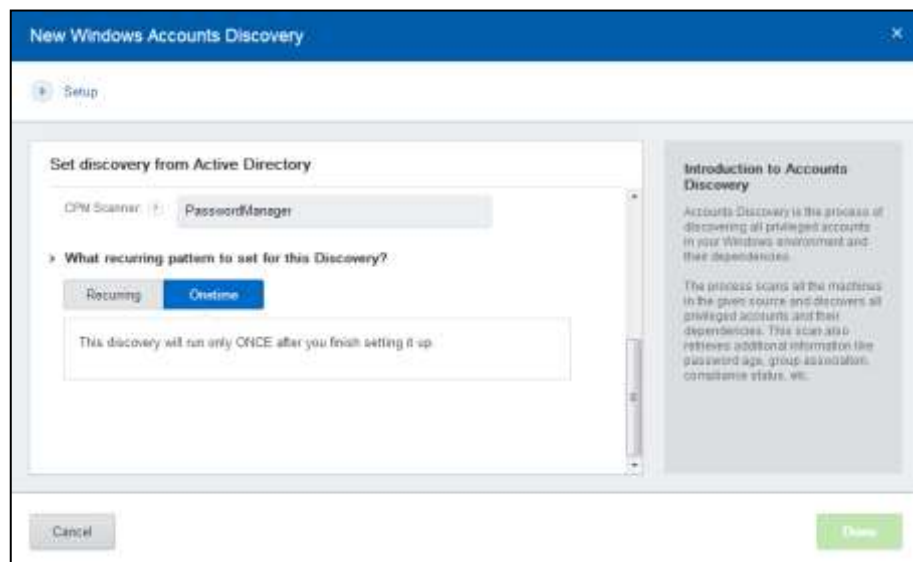 New Windows Accounts Discovery
×
Setup
Set discovery from Active Directory
CPM Scanner:
PasswordManager
What recurring pattern to set for this Discovery?
Recurring
Onetime
This discovery will run only ONCE after you finish setting it up.
Introduction to Accounts
Discovery
Accounts Discovery is the process of
discovering all privileged accounts
in your Windows environment and
their dependencies.
The process scans all the machines
in the given source and discovers all
privileged accounts and their
dependencies. This scan also
retrieves additional information like
password age, group association,
compliance status, etc.
Cancel
Done